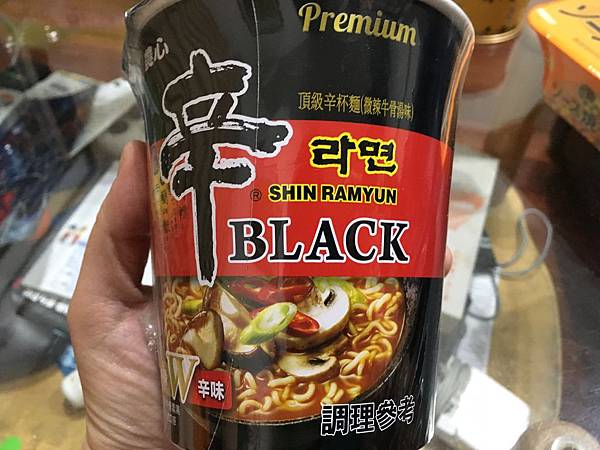 Premium
農心
頂級辛杯麵(微辣牛骨湯味)
辛
라면
® SHIN RAMYUN
BLACK
W
辛味
調理參考